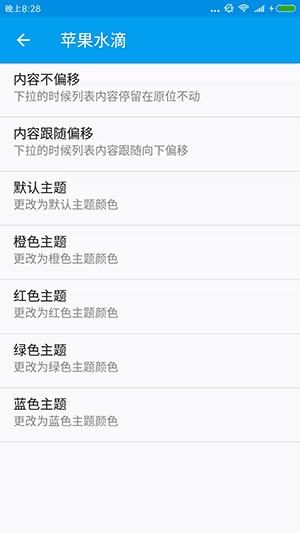 晚上8:28
苹果水滴
内容不偏移
下拉的时候列表内容停留在原位不动
内容跟随偏移
下拉的时候列表内容跟随向下偏移
默认主题
更改为默认主题颜色
橙色主题
更改为橙色主题颜色
红色主题
更改为红色主题颜色
绿色主题
更改为绿色主题颜色
蓝色主题
更改为蓝色主题颜色